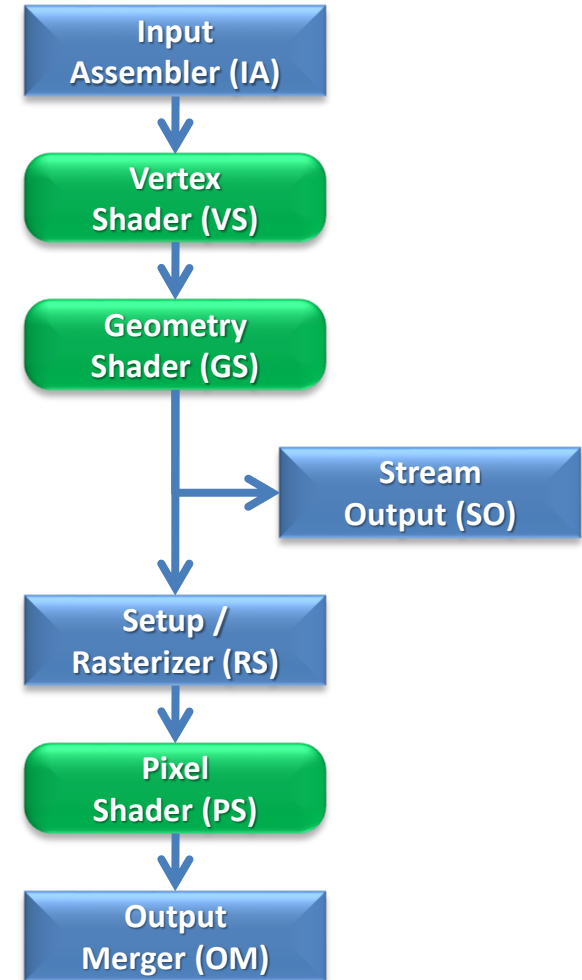 Input
Assembler (IA)
Vertex
Shader (VS)
Geometry
Shader (GS)
Stream
Output (SO)
Setup /
Rasterizer (RS)
Pixel
Shader (PS)
Output
Merger (OM)